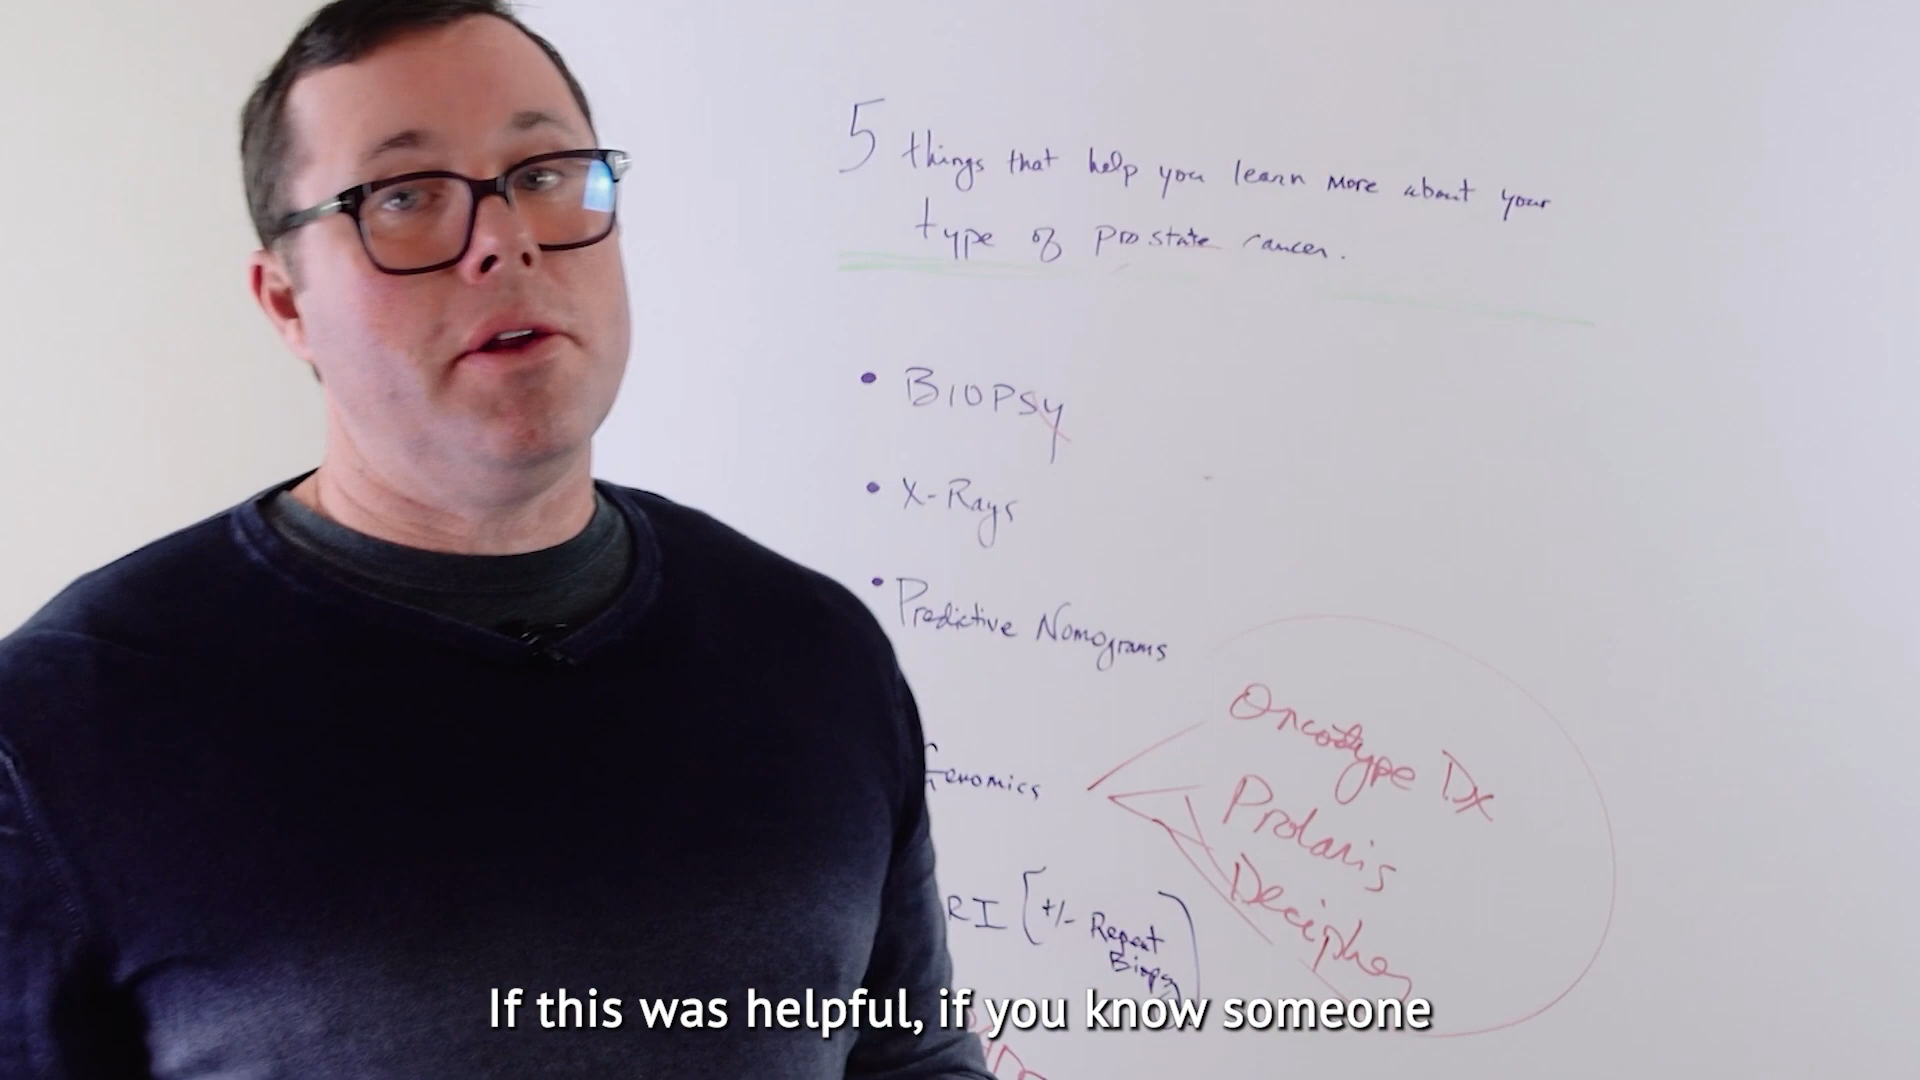 5 things that help you learn more about your
type of prostate cancer.
• Biopsy
• X-Rays
• Predictive Nomograms
Genomics
Oncotype Dx
Prolaris
Decipher
RI [+/- Repeat
Biopsy
If this was helpful, if you know someone